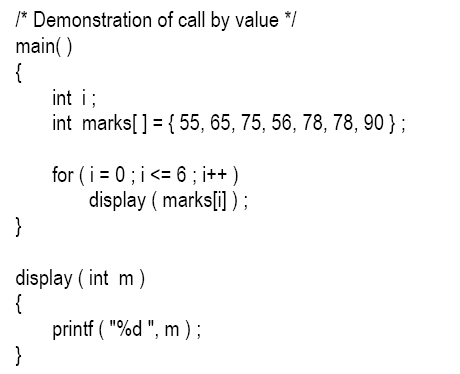 /* Demonstration of call by value */
main( )
{
int i ;
int marks[ ] = { 55, 65, 75, 56, 78, 78, 90 } ;
for ( i = 0 ; i <= 6 ; i++ )
display ( marks[i] ) ;
}
display ( int m )
{
printf ( "%d ", m ) ;
}